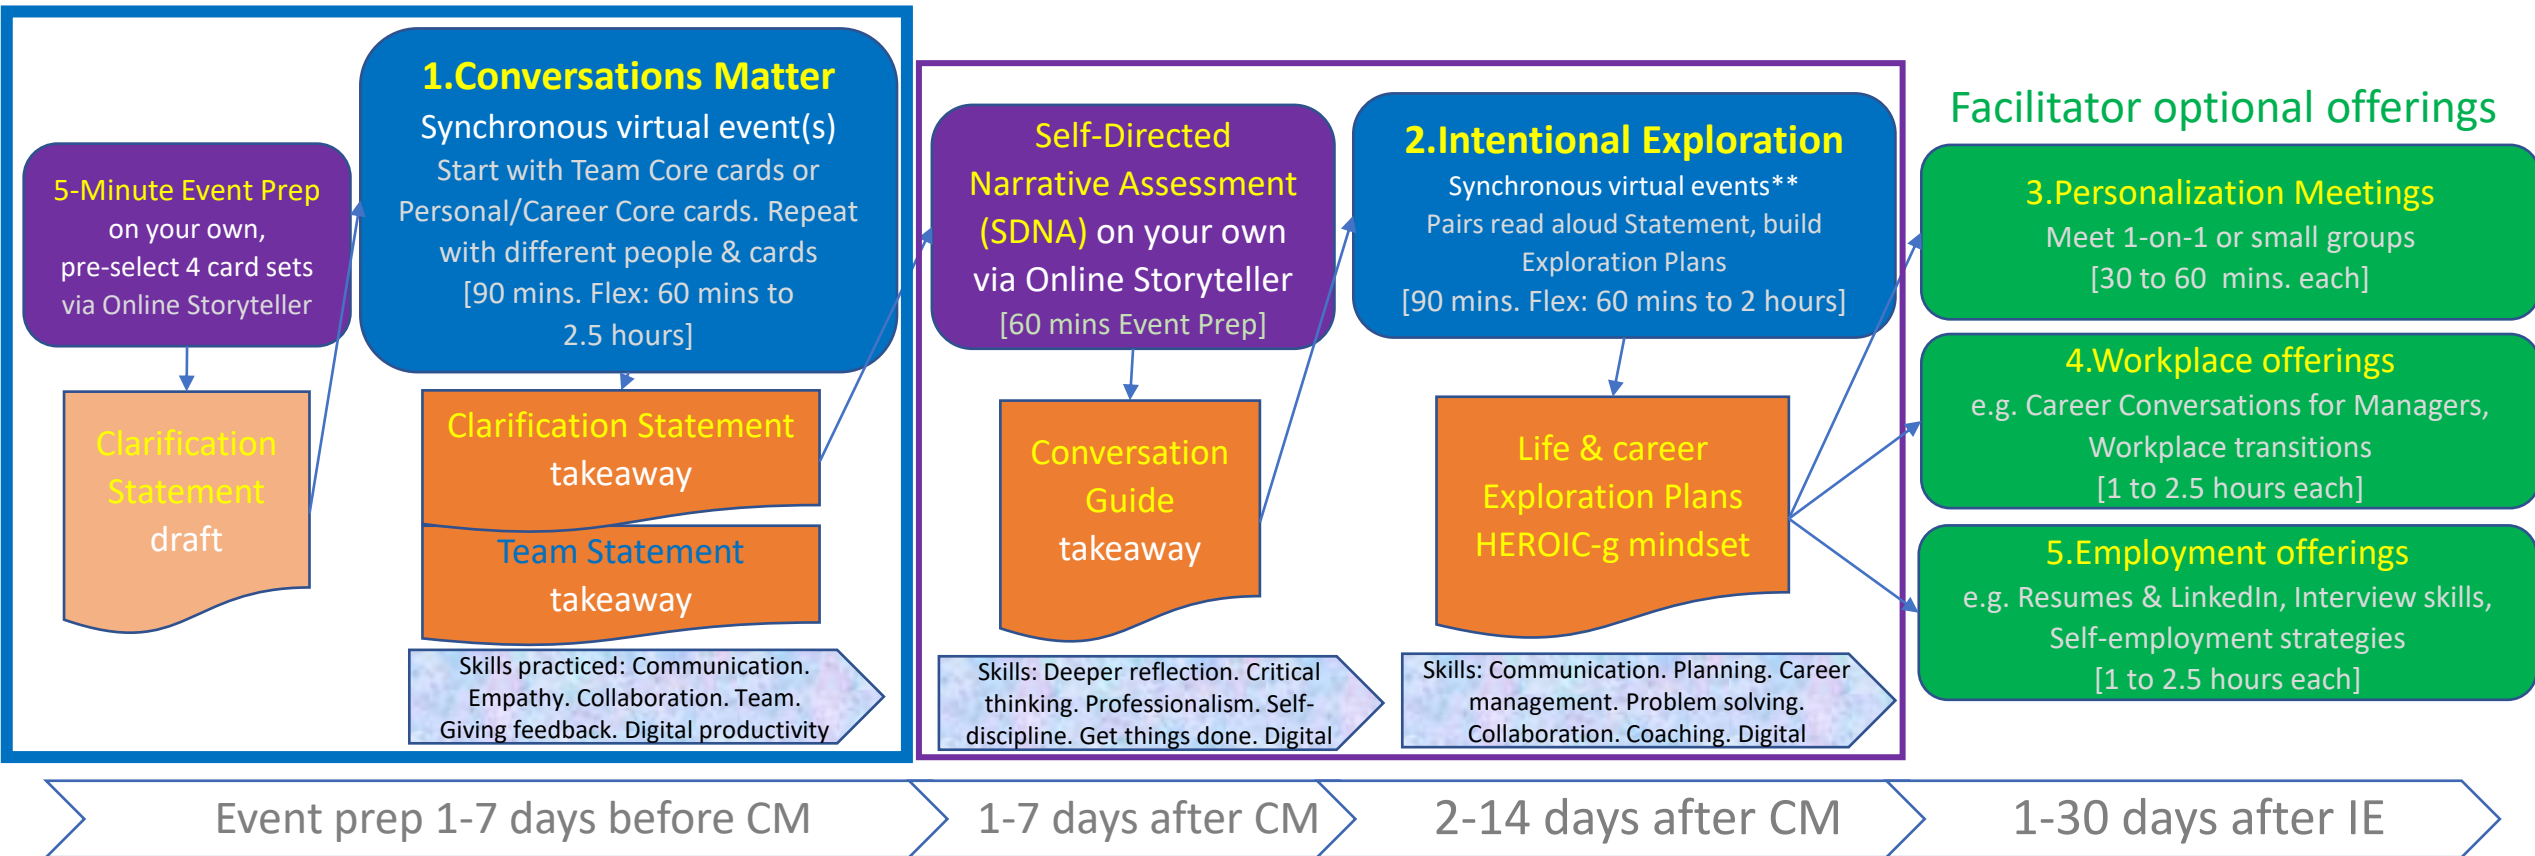 5-Minute Event Prep
on your own,
pre-select 4 card sets
via Online Storyteller
Clarification
Statement
draft
1.Conversations Matter
Synchronous virtual event(s)
Start with Team Core cards or
Personal/Career Core cards. Repeat
with different people & cards
[90 mins. Flex: 60 mins to
2.5 hours]
Clarification Statement
takeaway
Team Statement
takeaway
Skills practiced: Communication.
Empathy. Collaboration. Team.
Giving feedback. Digital productivity
Self-Directed
Narrative Assessment
(SDNA) on your own
via Online Storyteller
[60 mins Event Prep]
Conversation
Guide
takeaway
Skills: Deeper reflection. Critical
thinking. Professionalism. Self-
discipline. Get things done. Digital
2.Intentional Exploration
Synchronous virtual events**
Pairs read aloud Statement, build
Exploration Plans
[90 mins. Flex: 60 mins to 2 hours]
Life & career
Exploration Plans
HEROIC-g mindset
Skills: Communication. Planning. Career
management. Problem solving.
Collaboration. Coaching. Digital
Facilitator optional offerings
3.Personalization Meetings
Meet 1-on-1 or small groups
[30 to 60  mins. each]
4.Workplace offerings
e.g. Career Conversations for Managers,
Workplace transitions
[1 to 2.5 hours each]
5.Employment offerings
e.g. Resumes & LinkedIn, Interview skills,
Self-employment strategies
[1 to 2.5 hours each]
Event prep 1-7 days before CM
1-7 days after CM
2-14 days after CM
1-30 days after IE